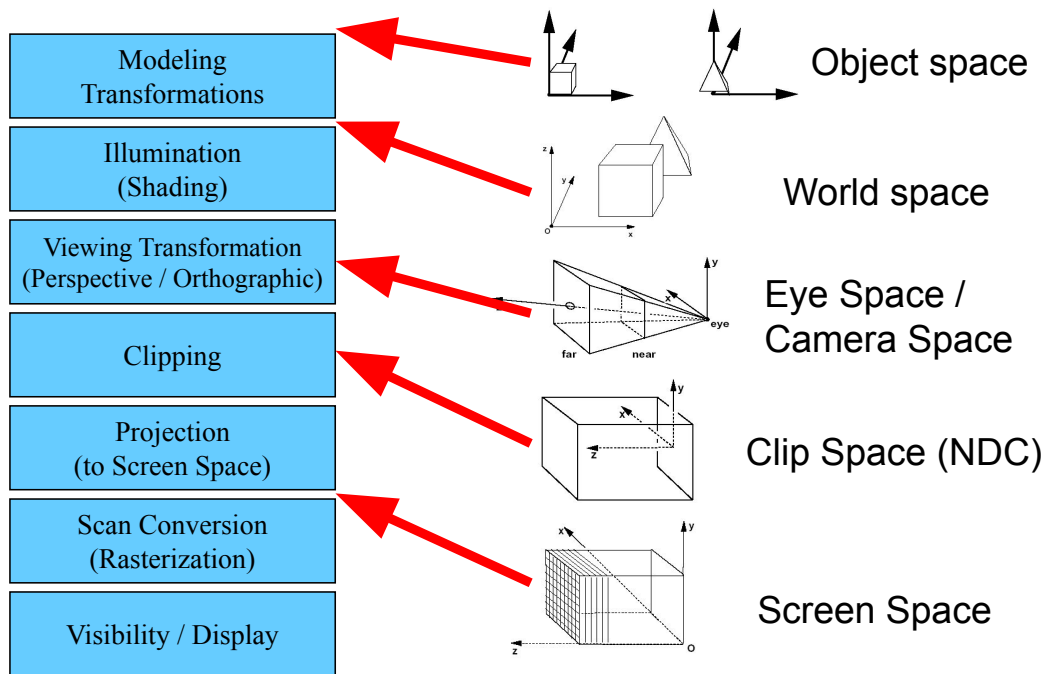 Modeling
Transformations
Illumination
(Shading)
Viewing Transformation
(Perspective / Orthographic)
Clipping
Projection
(to Screen Space)
Scan Conversion
(Rasterization)
Visibility / Display
Object space
z
y
O
x
World space
y
x
eye
far
near
Eye Space /
Camera Space
y
x
z
Clip Space (NDC)
x
y
z
O
Screen Space